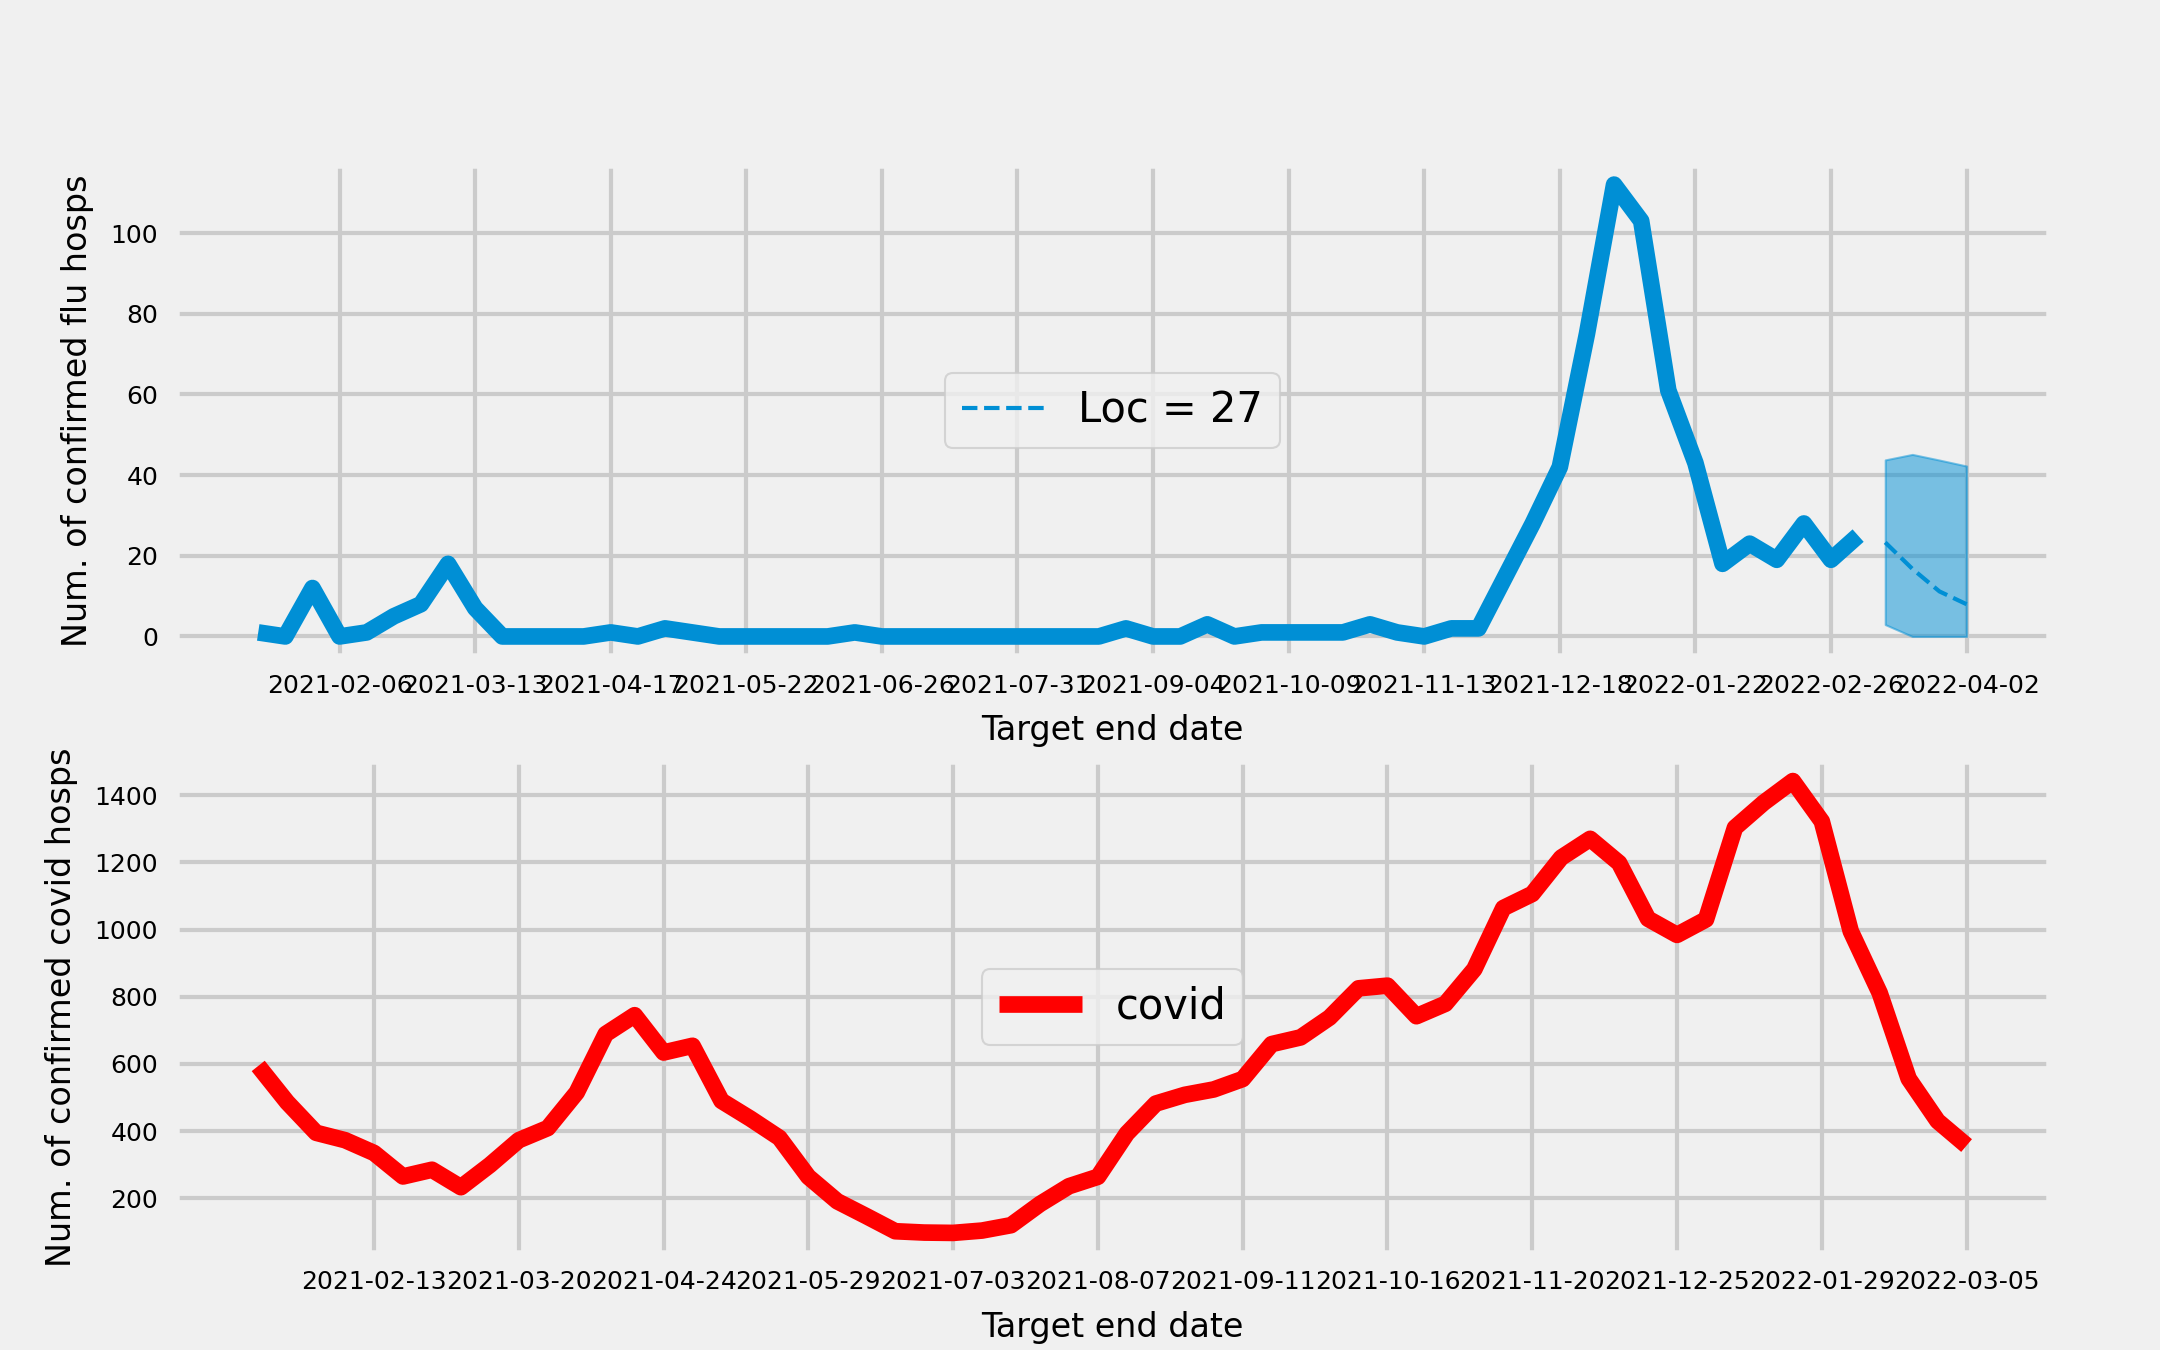 Num. of confirmed flu hosps
100
80
60
40
20
0
Loc = 27
2021-02-06 2021-03-13 2021-04-17 2021-05-22 2021-06-26 2021-07-31 2021-09-04 2021-10-09 2021-11-13 2021-12-18 2022-01-22 2022-02-26 2022-04-02
Target end date
Num. of confirmed covid hosps
1400
1200
1000
800
600
400
200
covid
2021-02-13 2021-03-20 2021-04-24 2021-05-29 2021-07-03 2021-08-07 2021-09-11 2021-10-16 2021-11-20 2021-12-25 2022-01-29 2022-03-05
Target end date